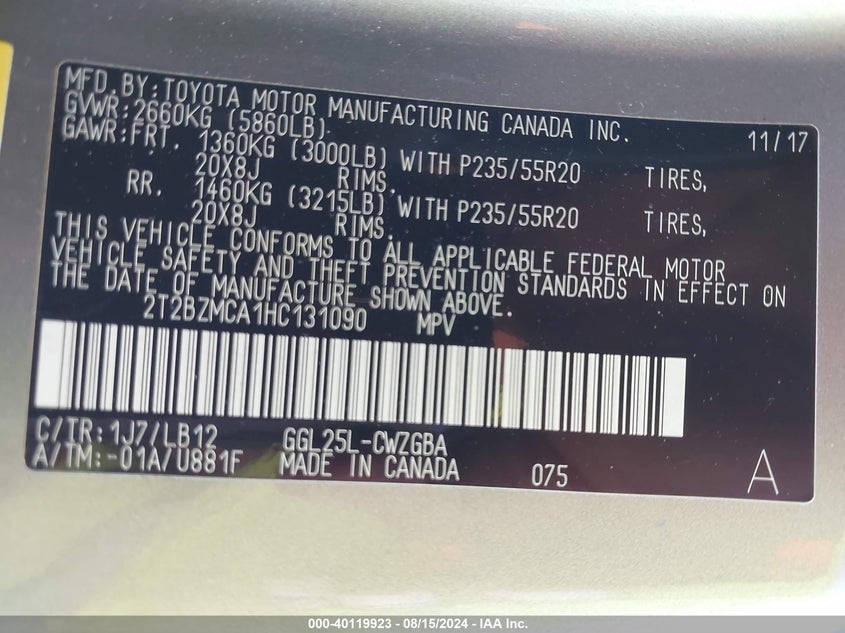 MFD.BY:TOYOTA MOTOR MANUFACTURING CANADA INC. 11/17
GVWR:2660KG (5860LB)
GAWR:FRT. 1360KG (3000LB) WITH P235/55R20 TIRES,
20X8J RIMS.
RR. 1460KG (3215LB) WITH P235/55R20 TIRES,
20X8J RIMS.
THIS VEHICLE CONFORMS TO ALL APPLICABLE FEDERAL MOTOR
VEHICLE SAFETY AND THEFT PREVENTION STANDARDS IN EFFECT ON
THE DATE OF MANUFACTURE SHOWN ABOVE.
2T2BZMCA1HC131090 MPV
C/TR:1J7/LB12 GGL25L-CWZGBA
A/TM:-01A/U881F MADE IN CANADA 075 A
000-40119923 - 08/15/2024 - IAA Inc.